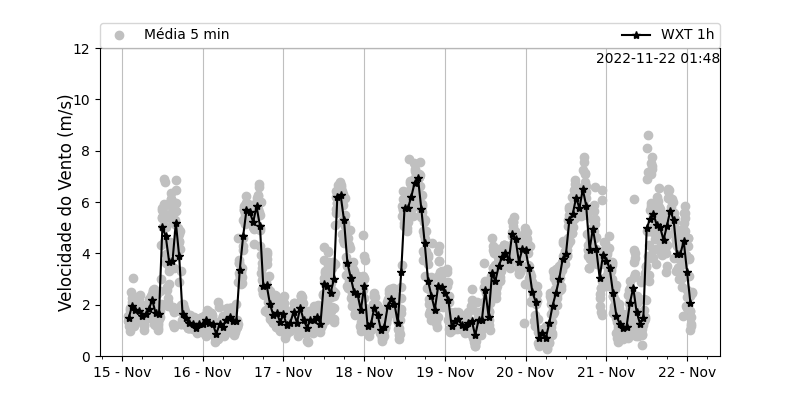 Média 5 min
WXT 1h
2022-11-22 01:48
Velocidade do Vento (m/s)
12
10
8
6
4
2
0
15 - Nov
16 - Nov
17 - Nov
18 - Nov
19 - Nov
20 - Nov
21 - Nov
22 - Nov